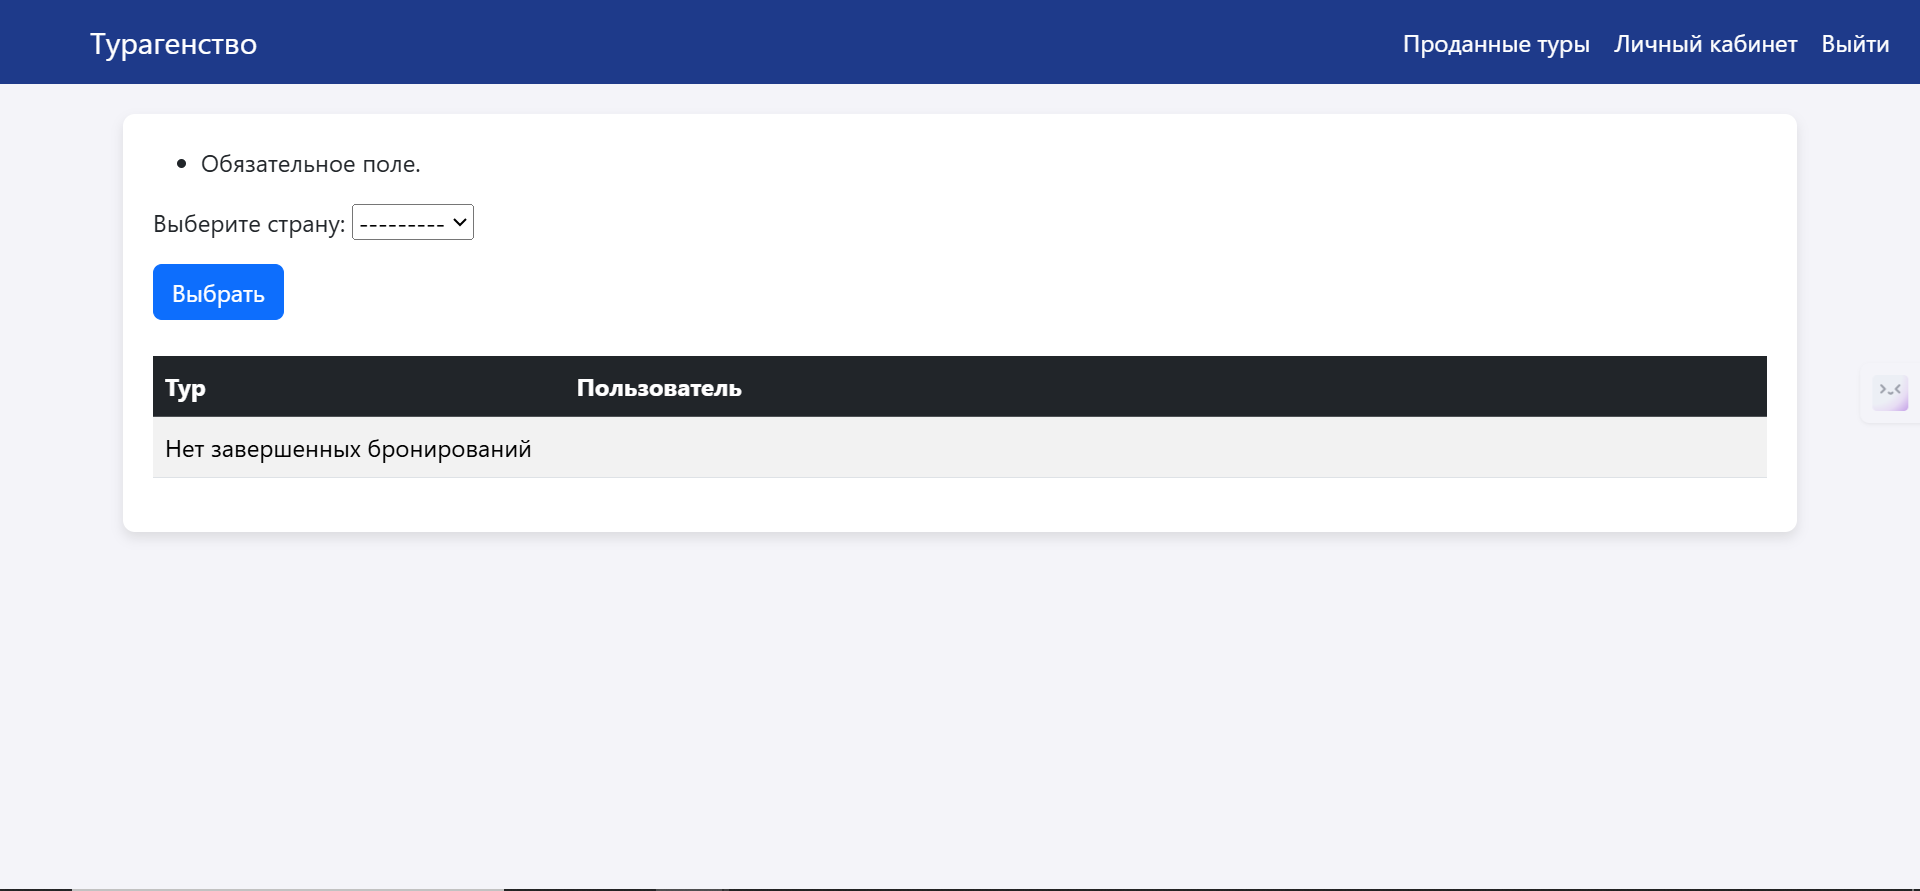 Турагенство
Проданные туры Личный кабинет Выйти
Обязательное поле.
Выберите страну: ---------
Выбрать
Тур Пользователь
Нет завершенных бронирований